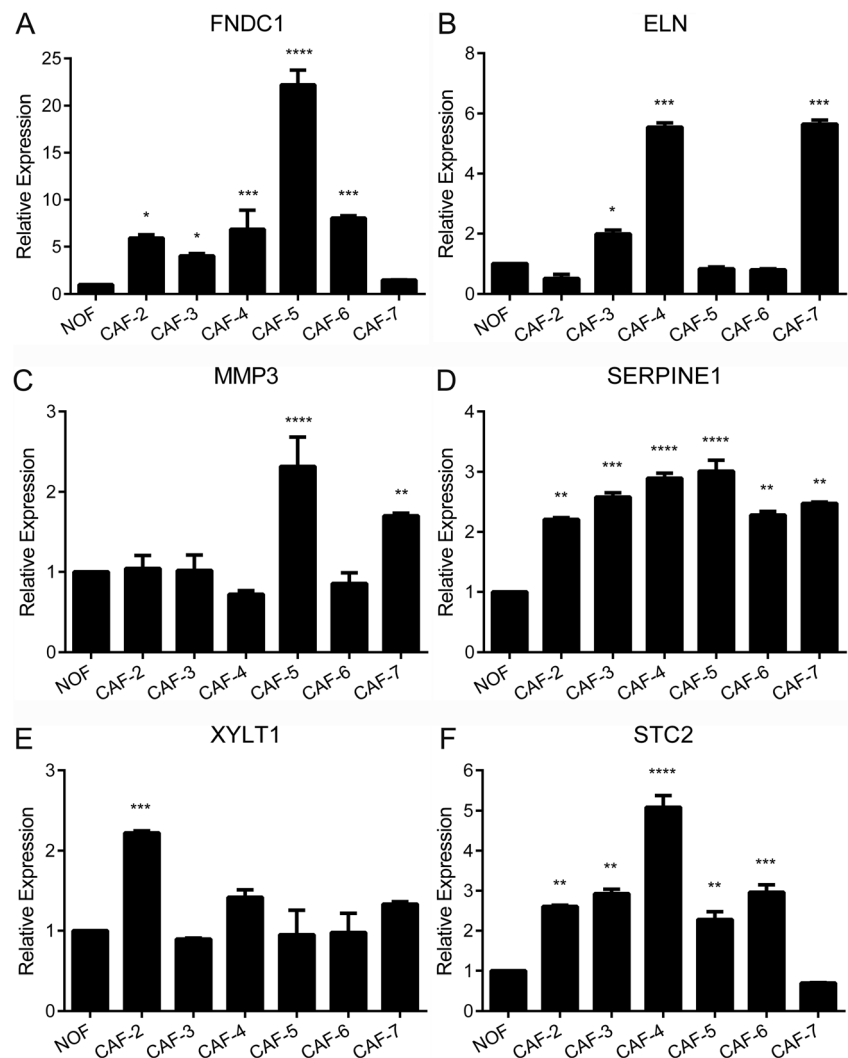 A
FNDC1
Relative Expression
25
20
15
10
5
0
*
*
***
****
***
NOF
CAF-2
CAF-3
CAF-4
CAF-5
CAF-6
CAF-7
B
ELN
Relative Expression
8
6
4
2
0
*
***
***
NOF
CAF-2
CAF-3
CAF-4
CAF-5
CAF-6
CAF-7
C
MMP3
Relative Expression
3
2
1
0
****
**
NOF
CAF-2
CAF-3
CAF-4
CAF-5
CAF-6
CAF-7
D
SERPINE1
Relative Expression
4
3
2
1
0
**
***
****
****
**
**
NOF
CAF-2
CAF-3
CAF-4
CAF-5
CAF-6
CAF-7
E
XYLT1
Relative Expression
3
2
1
0
***
NOF
CAF-2
CAF-3
CAF-4
CAF-5
CAF-6
CAF-7
F
STC2
Relative Expression
6
5
4
3
2
1
0
**
**
****
**
***
NOF
CAF-2
CAF-3
CAF-4
CAF-5
CAF-6
CAF-7